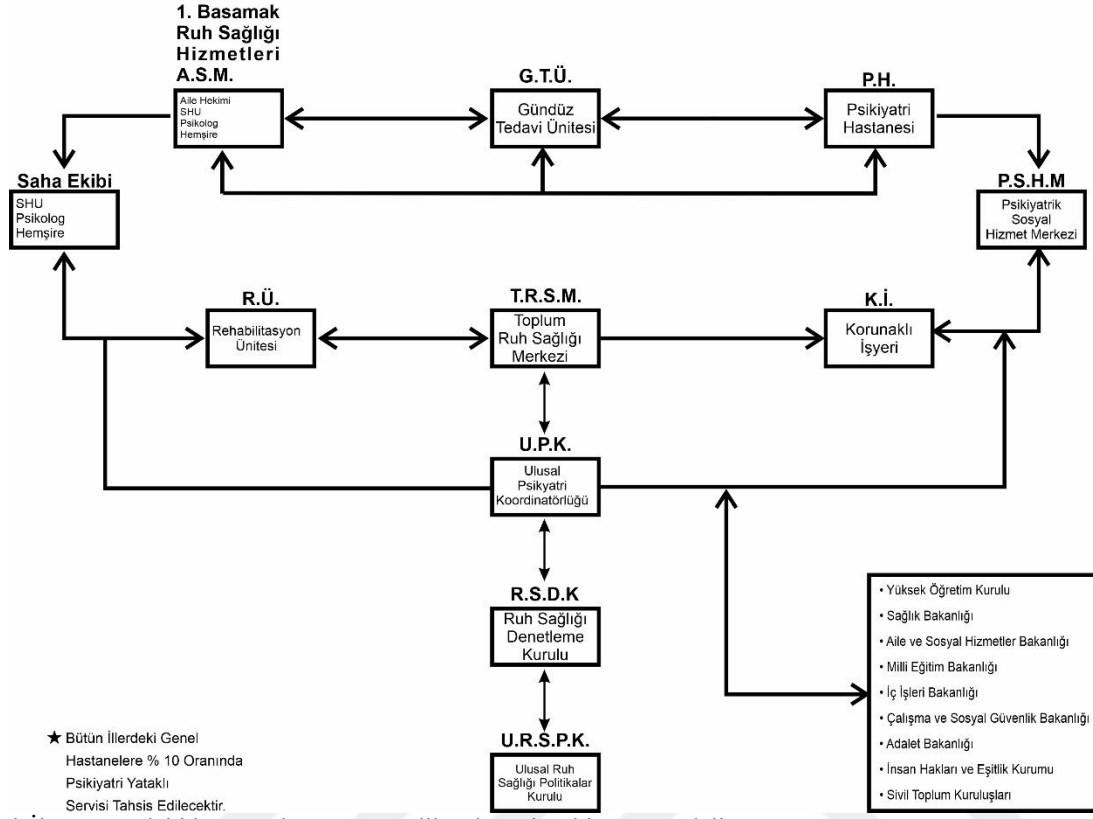 1. Basamak
Ruh Sağlığı
Hizmetleri
A.S.M.
Aile Hekimi
SHU
Psikolog
Hemşire
G.T.Ü.
Gündüz
Tedavi Ünitesi
P.H.
Psikiyatri
Hastanesi
Saha Ekibi
SHU
Psikolog
Hemşire
P.S.H.M
Psikiyatrik
Sosyal
Hizmet Merkezi
R.Ü.
Rehabilitasyon
Ünitesi
T.R.S.M.
Toplum
Ruh Sağlığı
Merkezi
K.İ.
Korunaklı
İşyeri
U.P.K.
Ulusal
Psikyatri
Koordinatörlüğü
R.S.D.K
Ruh Sağlığı
Denetleme
Kurulu
U.R.S.P.K.
Ulusal Ruh
Sağlığı Politikalar
Kurulu
• Yüksek Öğretim Kurulu
• Sağlık Bakanlığı
• Aile ve Sosyal Hizmetler Bakanlığı
• Milli Eğitim Bakanlığı
• İç İşleri Bakanlığı
• Çalışma ve Sosyal Güvenlik Bakanlığı
• Adalet Bakanlığı
• İnsan Hakları ve Eşitlik Kurumu
• Sivil Toplum Kuruluşları
★ Bütün İllerdeki Genel
Hastanelere % 10 Oranında
Psikiyatri Yataklı
Servisi Tahsis Edilecektir.